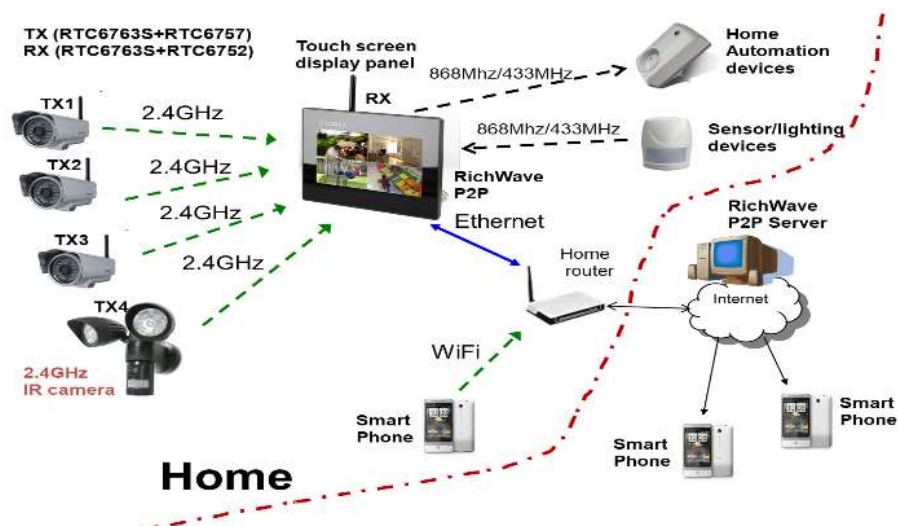 TX (RTC6763S+RTC6757)
RX (RTC6763S+RTC6752)
Touch screen
display panel
RX
TX1
2.4GHz
TX2
2.4GHz
TX3
2.4GHz
TX4
2.4GHz
2.4GHz
IR camera
868Mhz/433MHz
Home
Automation
devices
868Mhz/433MHz
Sensor/lighting
devices
RichWave
P2P
Ethernet
RichWave
P2P Server
Home
router
Internet
WiFi
Smart
Phone
Smart
Phone
Smart
Phone
Home